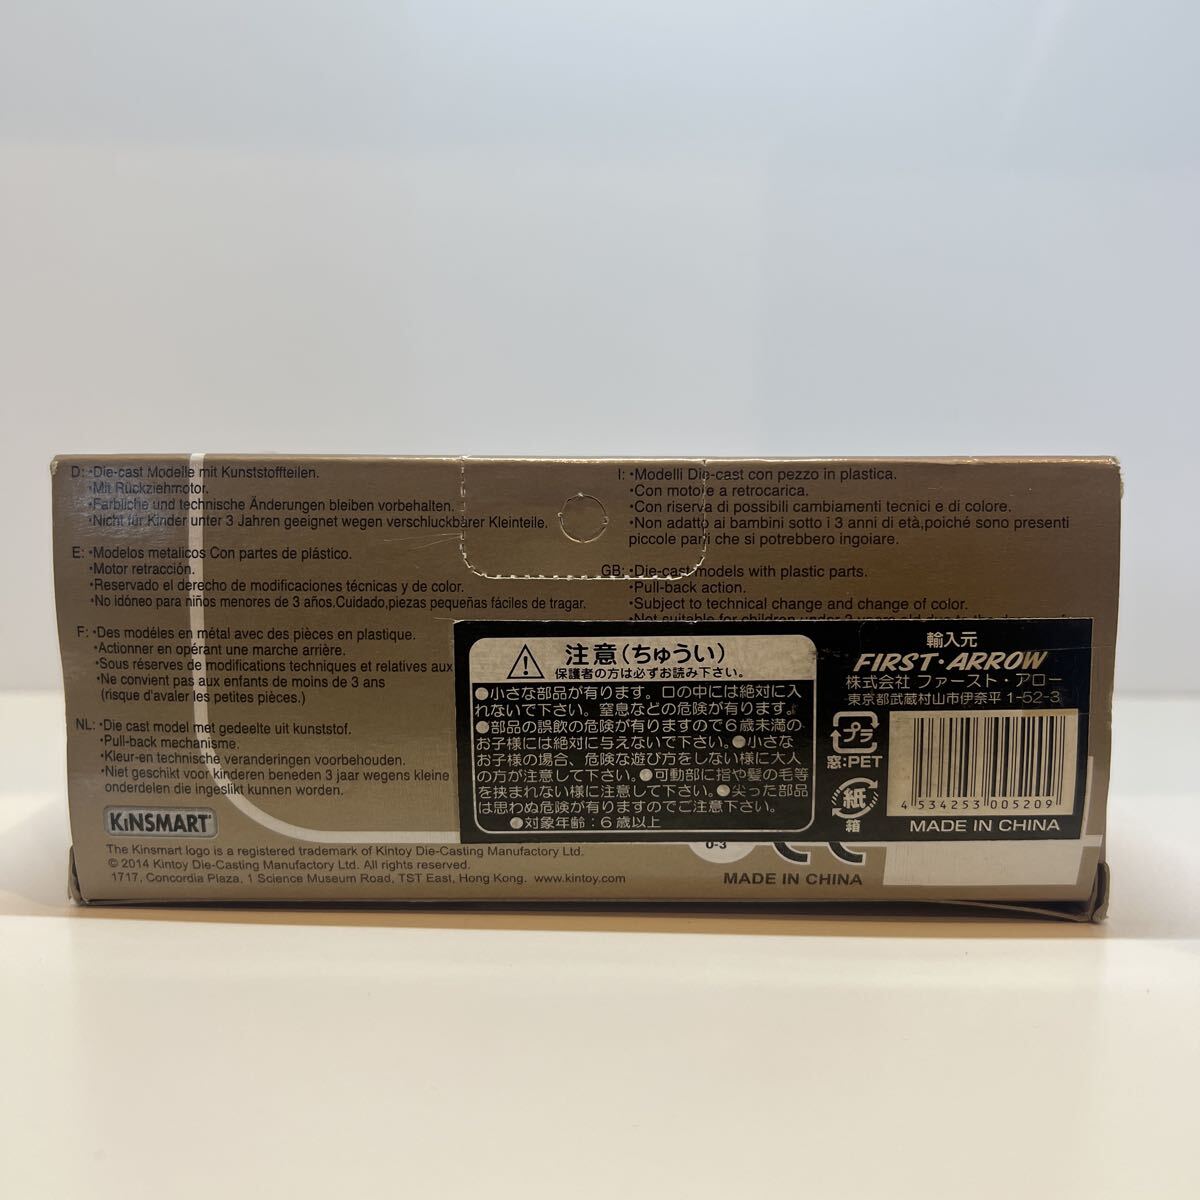 D: •Die-cast Modelle mit Kunststoffteilen.
•Mit Rückziehmotor.
•Farbliche und technische Änderungen bleiben vorbehalten.
•Nicht für Kinder unter 3 Jahren geeignet wegen verschluckbarer Kleinteile.
E: •Modelos metalicos Con partes de plástico.
•Motor retracción.
•Reservado el derecho de modificaciones técnicas y de color.
•No idóneo para niños menores de 3 años.Cuidado,piezas pequeñas fáciles de tragar.
F: •Des modéles en métal avec des pièces en plastique.
•Actionner en opérant une marche arrière.
•Sous réserves de modifications techniques et relatives aux
•Ne convient pas aux enfants de moins de 3 ans
(risque d'avaler les petites pièces.)
NL: •Die cast model met gedeelte uit kunststof.
•Pull-back mechanisme.
•Kleur-en technische veranderingen voorbehouden.
•Niet geschikt voor kinderen beneden 3 jaar wegens kleine
onderdelen die ingeslikt kunnen worden.
I: •Modelli Die-cast con pezzo in plastica.
•Con motore a retrocarica.
•Con riserva di possibili cambiamenti tecnici e di colore.
•Non adatto ai bambini sotto i 3 anni di età,poiché sono presenti
piccole parti che si potrebbero ingoiare.
GB: •Die-cast models with plastic parts.
•Pull-back action.
•Subject to technical change and change of color.
•Not suitable for children under 3 years old
注意(ちゅうい)
保護者の方は必ずお読み下さい。
●小さな部品が有ります。口の中には絶対に入
れないで下さい。窒息などの危険が有ります。
●部品の誤飲の危険が有りますので6歳未満の
お子様には絶対に与えないで下さい。●小さな
お子様の場合、危険な遊び方をしない様に大人
の方が注意して下さい。●可動部に指や髪の毛等
を挟まれない様に注意して下さい。●尖った部品
は思わぬ危険が有りますのでご注意下さい。
●対象年齢:6歳以上
輸入元
FIRST・ARROW
株式会社 ファースト・アロー
東京都武蔵村山市伊奈平1-52-3
プラ
窓:PET
紙
箱
4 534253 005209
MADE IN CHINA
KiNSMART
The Kinsmart logo is a registered trademark of Kintoy Die-Casting Manufactory Ltd.
© 2014 Kintoy Die-Casting Manufactory Ltd. All rights reserved.
1717, Concordia Plaza, 1 Science Museum Road, TST East, Hong Kong. www.kintoy.com
0-3
MADE IN CHINA